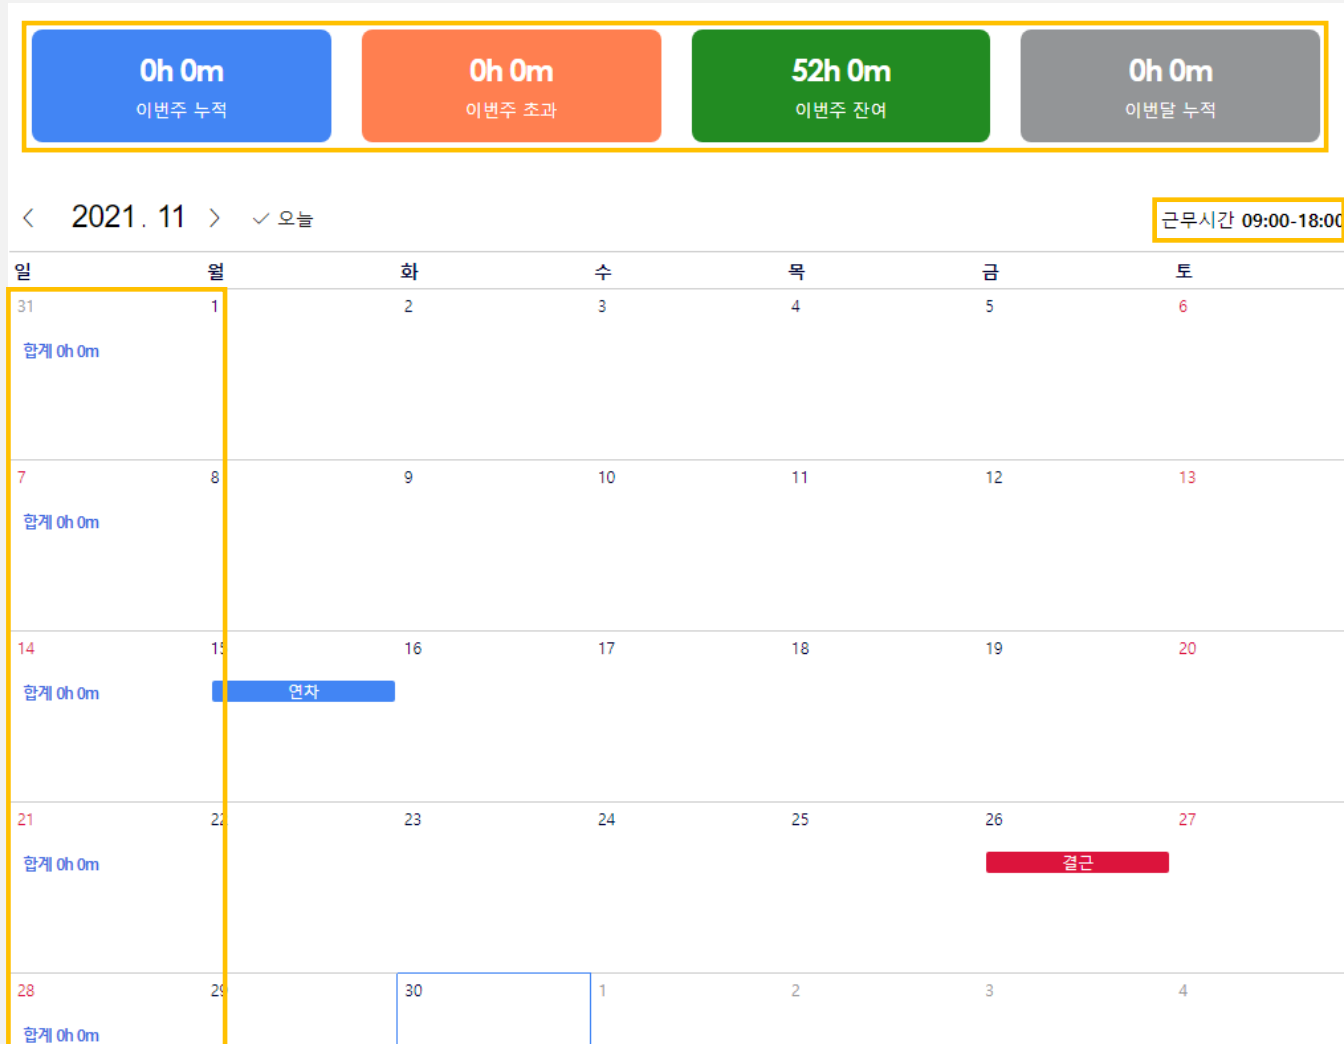 0h 0m 0h 0m 52h 0m 0h 0m
이번주 누적 이번주 초과 이번주 잔여 이번달 누적
2021. 11 오늘 근무시간 09:00-18:00
일 월 화 수 목 금 토
31 1 2 3 4 5 6
합계 0h 0m
7 8 9 10 11 12 13
합계 0h 0m
14 15 16 17 18 19 20
합계 0h 0m 연차
21 22 23 24 25 26 27
합계 0h 0m 결근
28 29 30 1 2 3 4
합계 0h 0m